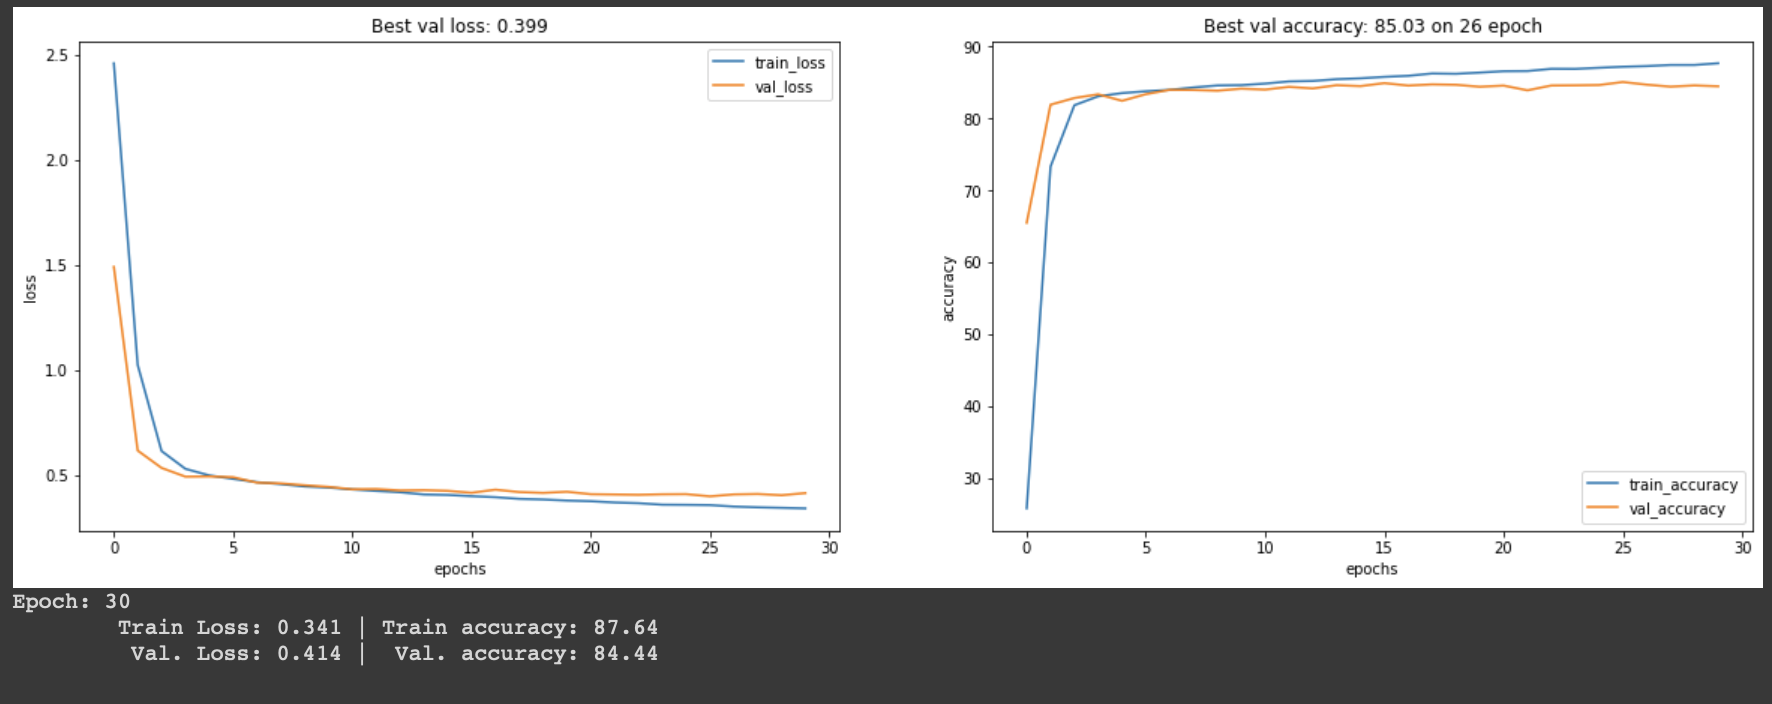 Best val loss: 0.399
2.5
2.0
1.5
1.0
0.5
loss
0
5
10
15
20
25
30
epochs
train_loss
val_loss
Best val accuracy: 85.03 on 26 epoch
90
80
70
60
50
40
30
accuracy
0
5
10
15
20
25
30
epochs
train_accuracy
val_accuracy
Epoch: 30
Train Loss: 0.341 | Train accuracy: 87.64
Val. Loss: 0.414 | Val. accuracy: 84.44